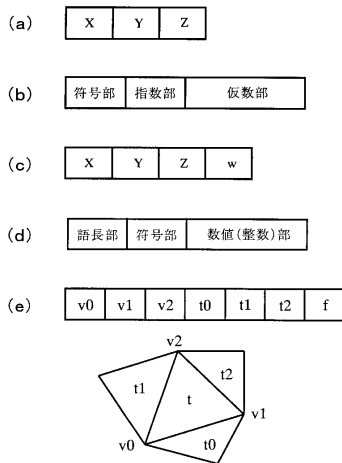 (a) X Y Z
(b) 符号部 指数部 仮数部
(c) X Y Z w
(d) 語長部 符号部 数値(整数)部
(e) v0 v1 v2 t0 t1 t2 f
v2
t1 t2
t
v1
v0 t0